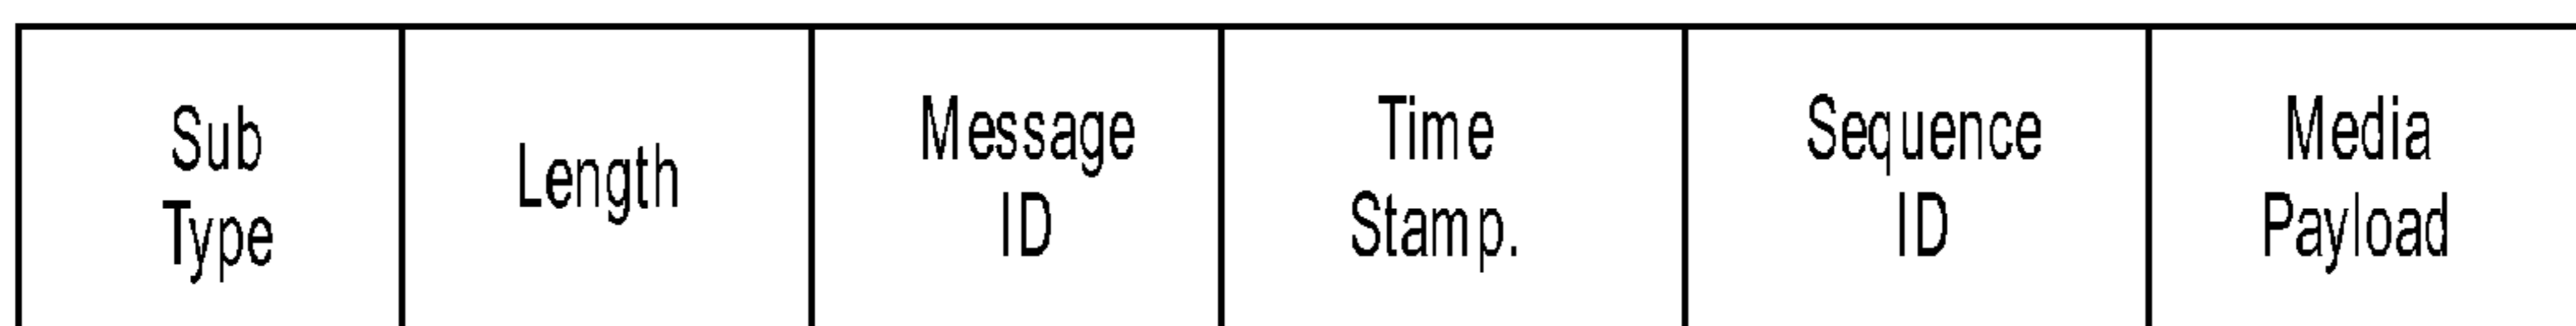 Sub
Type
Length
Message
ID
Time
Stamp.
Sequence
ID
Media
Payload